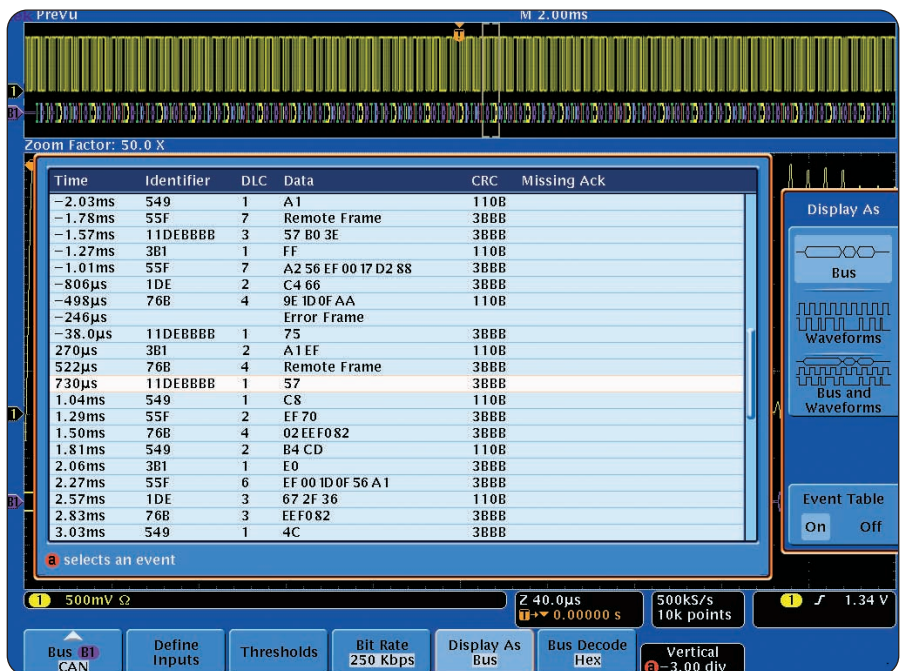 PreVu M 2.00ms
T
1
B1
Zoom Factor: 50.0 X
Time Identifier DLC Data CRC Missing Ack
−2.03ms 549 1 A1 110B
−1.78ms 55F 7 Remote Frame 3BBB
−1.57ms 11DEBBBB 3 57 B0 3E 3BBB
−1.27ms 3B1 1 FF 110B
−1.01ms 55F 7 A2 56 EF 00 17 D2 88 3BBB
−806µs 1DE 2 C4 66 3BBB
−498µs 76B 4 9E 1D 0F AA 110B
−246µs Error Frame
−38.0µs 11DEBBBB 1 75 3BBB
270µs 3B1 2 A1 EF 110B
522µs 76B 4 Remote Frame 3BBB
730µs 11DEBBBB 1 57 3BBB
1.04ms 549 1 C8 110B
1.29ms 55F 2 EF 70 3BBB
1.50ms 76B 4 02 EE F0 82 3BBB
1.81ms 549 2 B4 CD 110B
2.06ms 3B1 1 E0 3BBB
2.27ms 55F 6 EF 00 1D 0F 56 A1 3BBB
2.57ms 1DE 3 67 2F 36 110B
2.83ms 76B 3 EE F0 82 3BBB
3.03ms 549 1 4C 3BBB
a selects an event
1
B1
Display As
Bus
Waveforms
Bus and
Waveforms
Event Table
On Off
1 500mV Ω
Z 40.0µs
T→▼ 0.00000 s
500kS/s
10k points
1 1.34 V
Bus B1
CAN
Define
Inputs
Thresholds
Bit Rate
250 Kbps
Display As
Bus
Bus Decode
Hex
Vertical
a −3.00 div